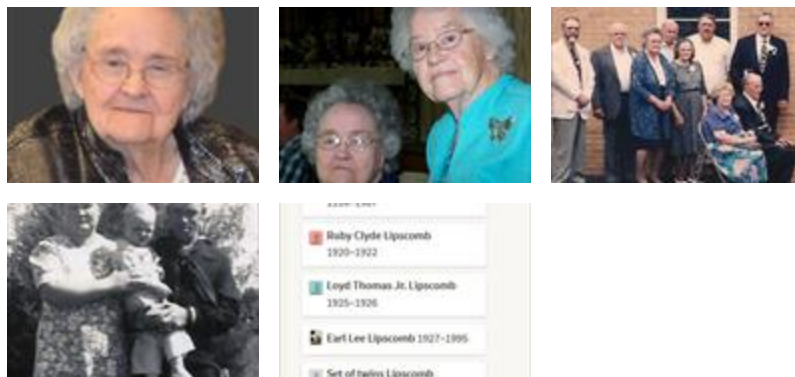 Ruby Clyde Lipscomb
1920–1922
Loyd Thomas Jr. Lipscomb
1925–1926
Earl Lee Lipscomb 1927–1995
Set of twins Lipscomb